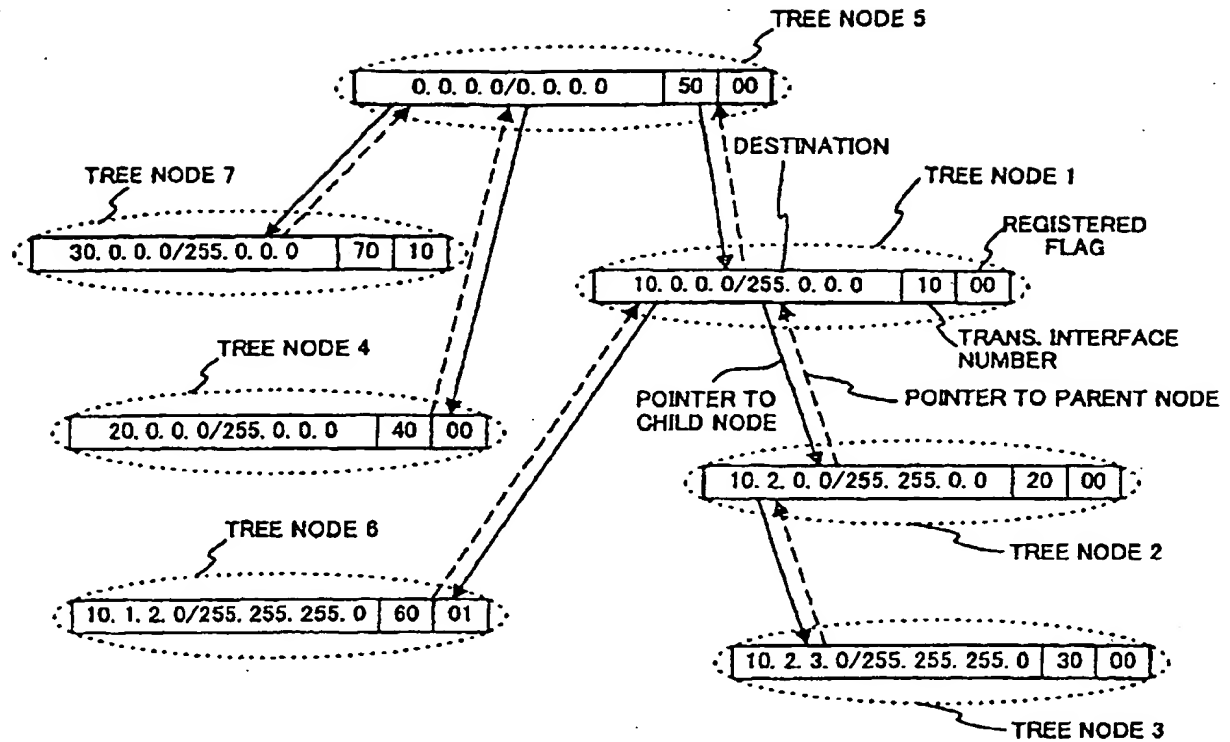 TREE NODE 5
0. 0. 0. 0/0. 0. 0. 0 50 00
DESTINATION
TREE NODE 7
TREE NODE 1
30. 0. 0. 0/255. 0. 0. 0 70 10
REGISTERED
FLAG
10. 0. 0. 0/255. 0. 0. 0 10 00
TREE NODE 4
TRANS. INTERFACE
NUMBER
POINTER TO
CHILD NODE
POINTER TO PARENT NODE
20. 0. 0. 0/255. 0. 0. 0 40 00
10. 2. 0. 0/255. 255. 0. 0 20 00
TREE NODE 6
TREE NODE 2
10. 1. 2. 0/255. 255. 255. 0 60 01
10. 2. 3. 0/255. 255. 255. 0 30 00
TREE NODE 3